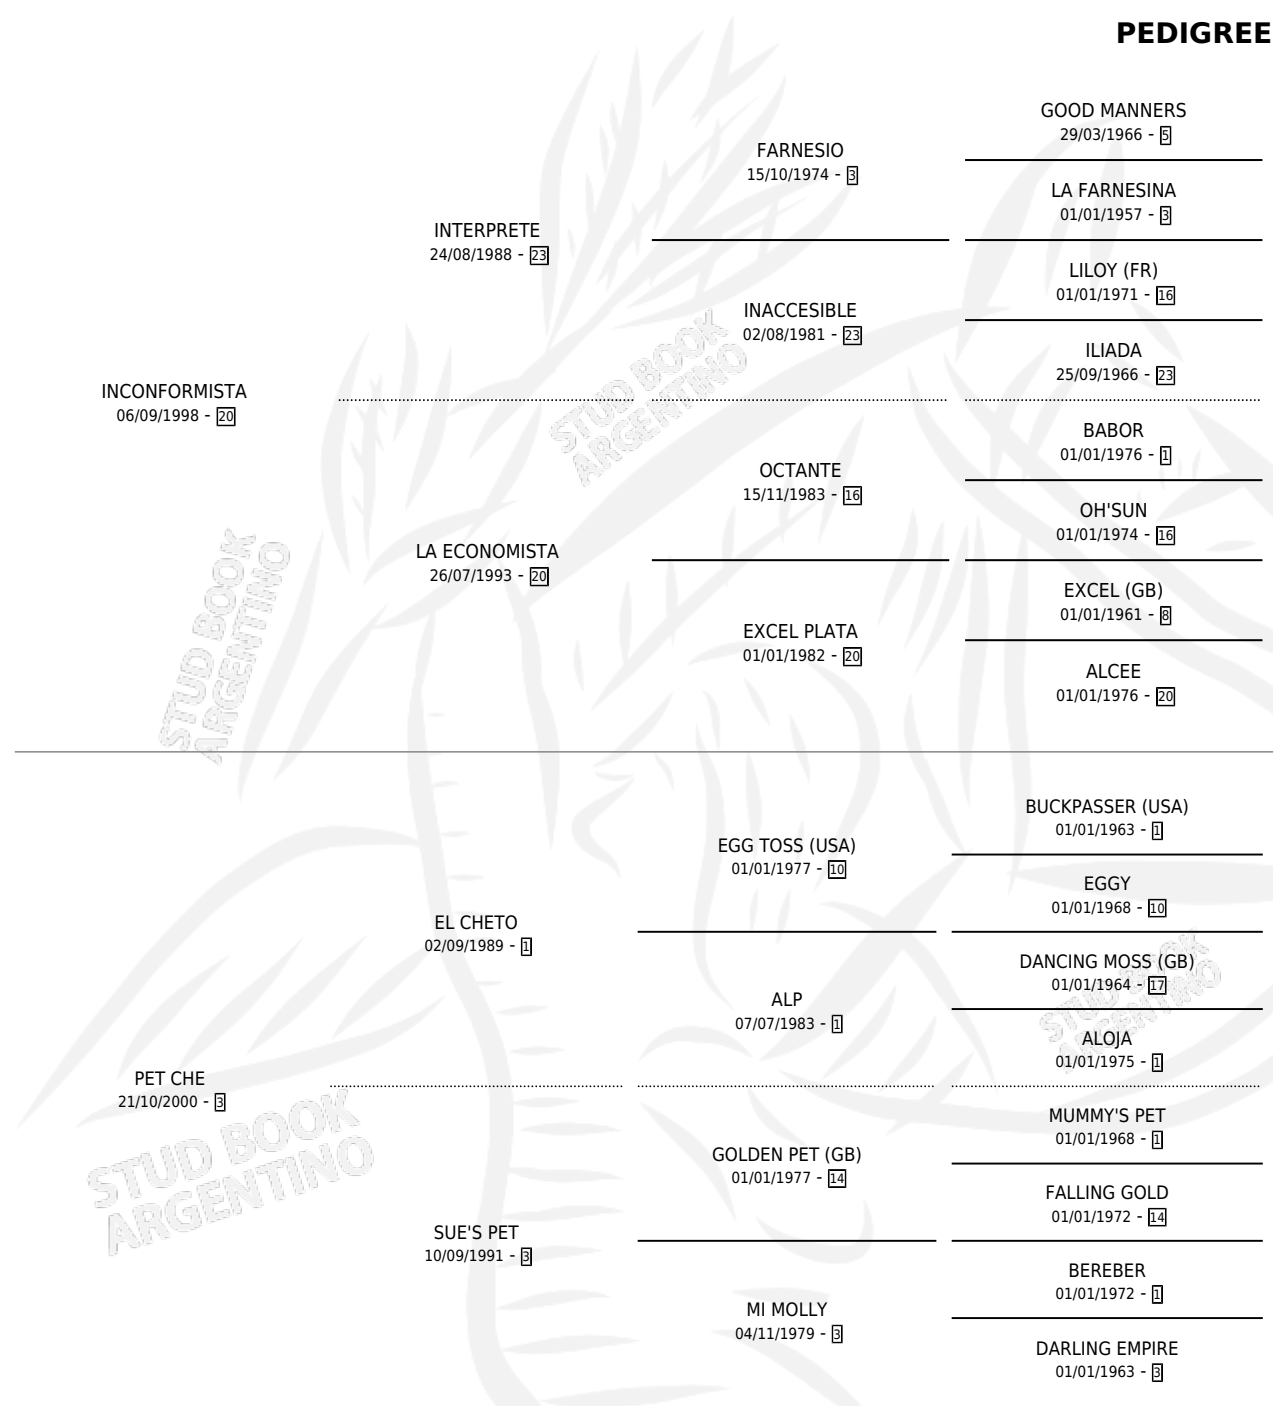 PEDIGREE
GOOD MANNERS
29/03/1966 - 5
FARNESIO
15/10/1974 - 3
LA FARNESINA
01/01/1957 - 3
INTERPRETE
24/08/1988 - 23
LILOY (FR)
01/01/1971 - 16
INACCESIBLE
02/08/1981 - 23
ILIADA
25/09/1966 - 23
INCONFORMISTA
06/09/1998 - 20
BABOR
01/01/1976 - 1
OCTANTE
15/11/1983 - 16
OH'SUN
01/01/1974 - 16
LA ECONOMISTA
26/07/1993 - 20
EXCEL (GB)
01/01/1961 - 8
EXCEL PLATA
01/01/1982 - 20
ALCEE
01/01/1976 - 20
BUCKPASSER (USA)
01/01/1963 - 1
EGG TOSS (USA)
01/01/1977 - 10
EGGY
01/01/1968 - 10
EL CHETO
02/09/1989 - 1
DANCING MOSS (GB)
01/01/1964 - 17
ALP
07/07/1983 - 1
ALOJA
01/01/1975 - 1
PET CHE
21/10/2000 - 3
MUMMY'S PET
01/01/1968 - 1
GOLDEN PET (GB)
01/01/1977 - 14
FALLING GOLD
01/01/1972 - 14
SUE'S PET
10/09/1991 - 3
BEREBER
01/01/1972 - 1
MI MOLLY
04/11/1979 - 3
DARLING EMPIRE
01/01/1963 - 3
STUD BOOK
ARGENTINO
STUD BOOK
ARGENTINO
STUD BOOK
ARGENTINO
STUD BOOK
ARGENTINO